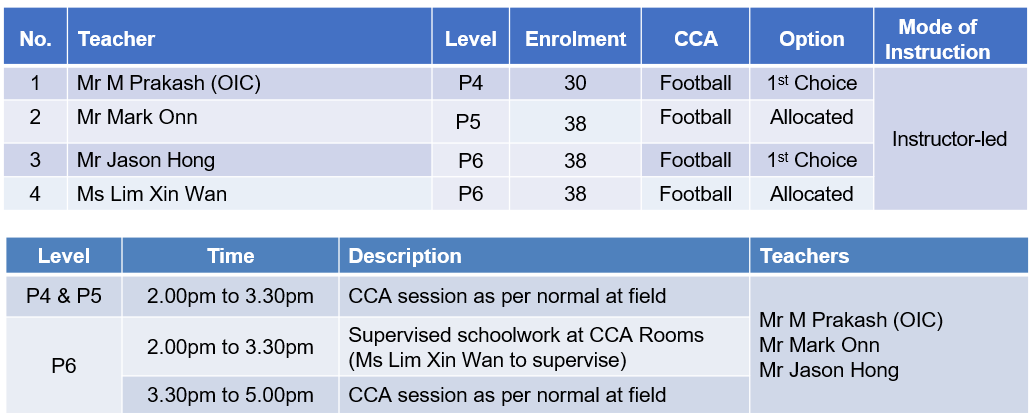 No. Teacher Level Enrolment CCA Option Mode of Instruction
1 Mr M Prakash (OIC) P4 30 Football 1st Choice Instructor-led
2 Mr Mark Onn P5 38 Football Allocated
3 Mr Jason Hong P6 38 Football 1st Choice
4 Ms Lim Xin Wan P6 38 Football Allocated
Level Time Description Teachers
P4 & P5 2.00pm to 3.30pm CCA session as per normal at field
P6
2.00pm to 3.30pm
Supervised schoolwork at CCA Rooms
(Ms Lim Xin Wan to supervise)
3.30pm to 5.00pm CCA session as per normal at field
Mr M Prakash (OIC)
Mr Mark Onn
Mr Jason Hong